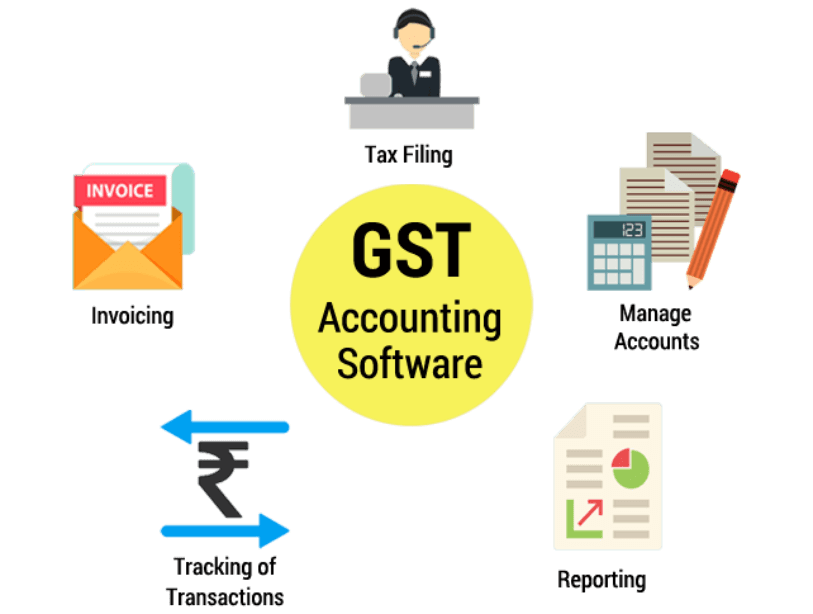 Tax Filing
INVOICE
Invoicing
123
Manage
Accounts
GST
Accounting
Software
₹
Tracking of
Transactions
Reporting